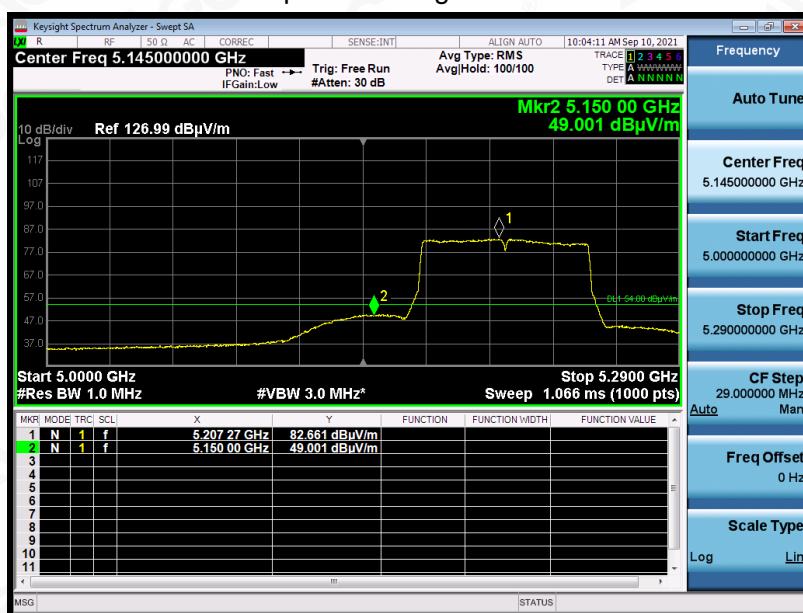 Keysight Spectrum Analyzer - Swept SA
LXI R RF 50 Ω AC CORREC SENSE:INT ALIGN AUTO 10:04:11 AM Sep 10, 2021
Center Freq 5.145000000 GHz
PNO: Fast
IFGain:Low
Trig: Free Run
#Atten: 30 dB
Avg Type: RMS
Avg|Hold: 100/100
TRACE 1 2 3 4 5 6
TYPE A WWWWW
DET A N N N N N
Mkr2 5.150 00 GHz
49.001 dBµV/m
10 dB/div Ref 126.99 dBµV/m
Log
117
107
97.0
87.0
77.0
67.0
57.0
47.0
37.0
1
2
DL1 54.00 dBµV/m
Start 5.0000 GHz Stop 5.2900 GHz
#Res BW 1.0 MHz #VBW 3.0 MHz* Sweep 1.066 ms (1000 pts)
MKR MODE TRC SCL X Y FUNCTION FUNCTION WIDTH FUNCTION VALUE
1 N 1 f 5.207 27 GHz 82.661 dBµV/m
2 N 1 f 5.150 00 GHz 49.001 dBµV/m
3
4
5
6
7
8
9
10
11
MSG STATUS
Frequency
Auto Tune
Center Freq
5.145000000 GHz
Start Freq
5.000000000 GHz
Stop Freq
5.290000000 GHz
CF Step
29.000000 MHz
Auto Man
Freq Offset
0 Hz
Scale Type
Log Lin